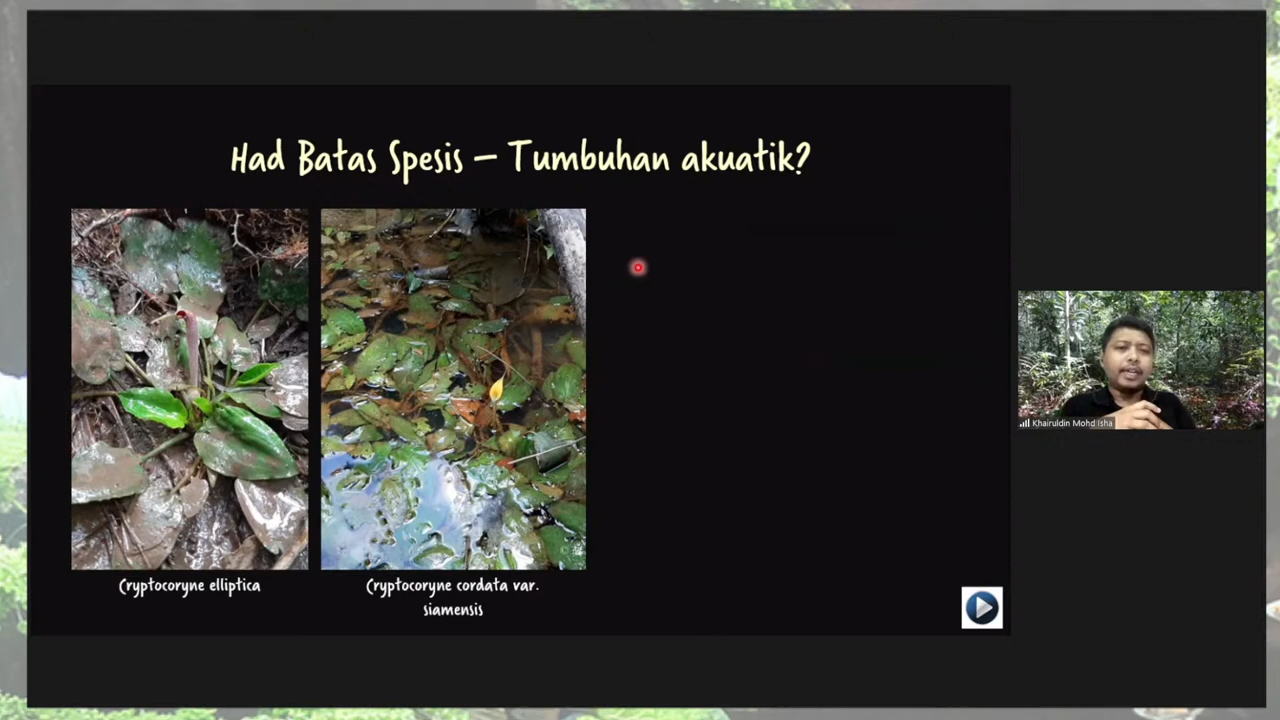 Had Batas Spesis – Tumbuhan akuatik?
Cryptocoryne elliptica
Cryptocoryne cordata var.
siamensis
Khairuldin Mohd Isha